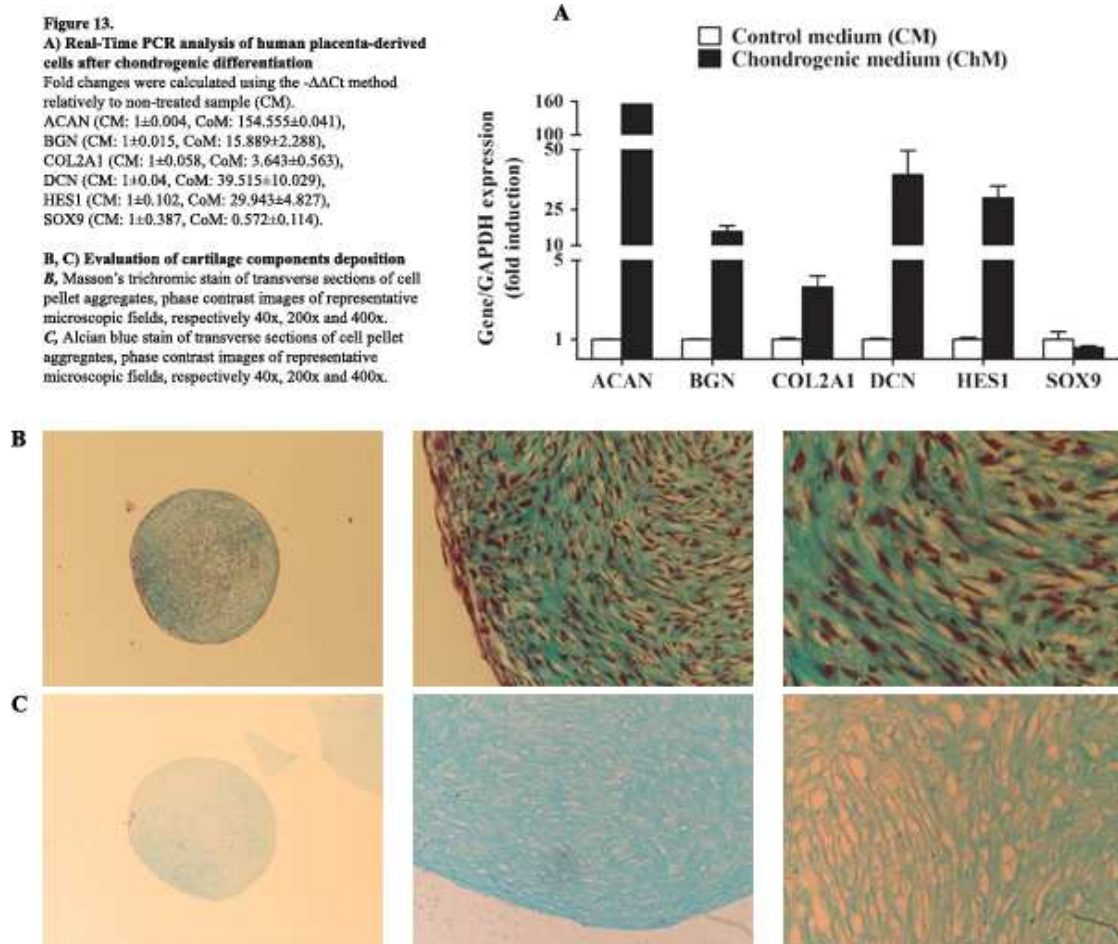 Figure 13.
A) Real-Time PCR analysis of human placenta-derived
cells after chondrogenic differentiation
Fold changes were calculated using the -ΔΔCt method
relatively to non-treated sample (CM).
ACAN (CM: 1±0.004, CoM: 154.555±0.041),
BGN (CM: 1±0.015, CoM: 15.889±2.288),
COL2A1 (CM: 1±0.058, CoM: 3.643±0.563),
DCN (CM: 1±0.04, CoM: 39.515±10.029),
HES1 (CM: 1±0.102, CoM: 29.943±4.827),
SOX9 (CM: 1±0.387, CoM: 0.572±0.114).
B, C) Evaluation of cartilage components deposition
B, Masson's trichromic stain of transverse sections of cell
pellet aggregates, phase contrast images of representative
microscopic fields, respectively 40x, 200x and 400x.
C, Alcian blue stain of transverse sections of cell pellet
aggregates, phase contrast images of representative
microscopic fields, respectively 40x, 200x and 400x.
A
Control medium (CM)
Chondrogenic medium (ChM)
Gene/GAPDH expression
(fold induction)
160
100
50
25
10
5
1
ACAN BGN COL2A1 DCN HES1 SOX9
B
C